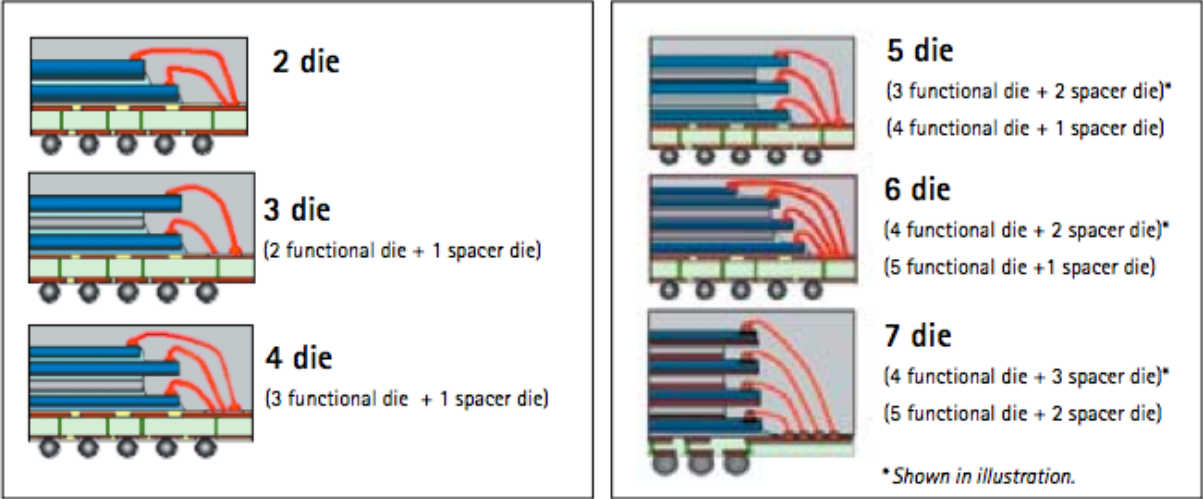 2 die
3 die
(2 functional die + 1 spacer die)
4 die
(3 functional die + 1 spacer die)
5 die
(3 functional die + 2 spacer die)*
(4 functional die + 1 spacer die)
6 die
(4 functional die + 2 spacer die)*
(5 functional die +1 spacer die)
7 die
(4 functional die + 3 spacer die)*
(5 functional die + 2 spacer die)
* Shown in illustration.